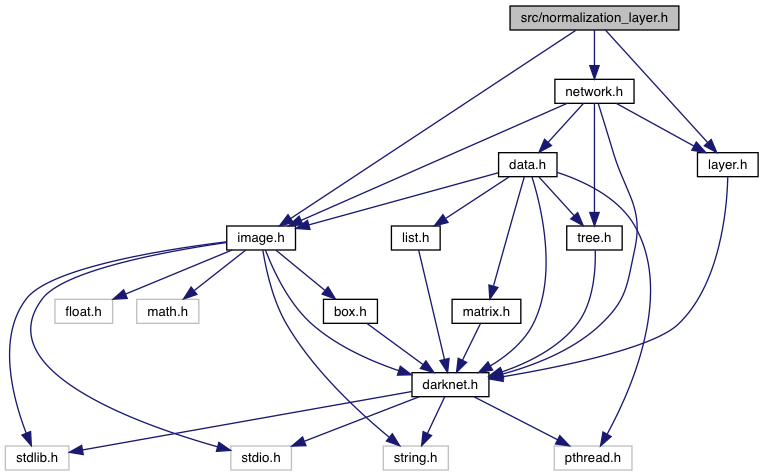 src/normalization_layer.h
network.h
data.h
layer.h
image.h
list.h
tree.h
float.h
math.h
box.h
matrix.h
darknet.h
stdlib.h
stdio.h
string.h
pthread.h